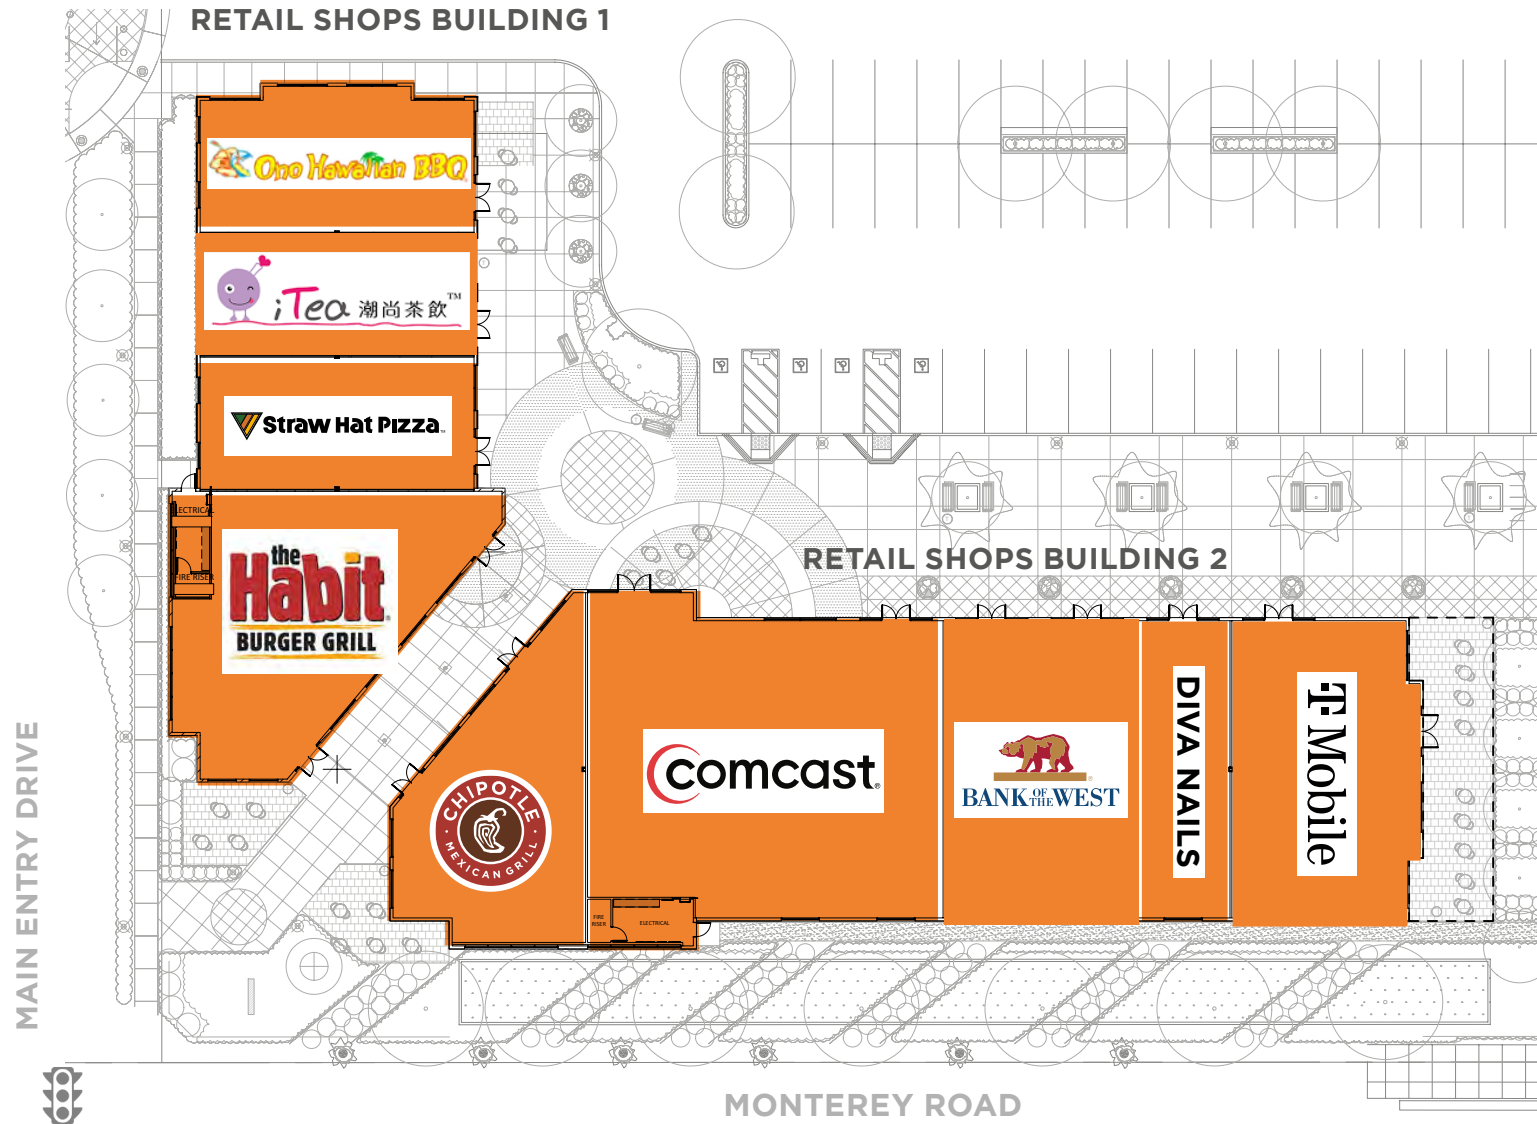 RETAIL SHOPS BUILDING 1
Ono Hawaiian BBQ
iTea 潮尚茶飲™
Straw Hat Pizza
ELECTRICAL
FIRE RISER
the
Habit
BURGER GRILL
RETAIL SHOPS BUILDING 2
CHIPOTLE
MEXICAN GRILL
Comcast®
BANK OF THE WEST
DIVA NAILS
T Mobile
FIRE
RISER
ELECTRICAL
MAIN ENTRY DRIVE
MONTEREY ROAD